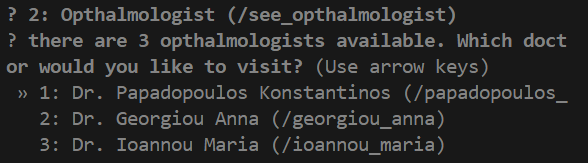 ? 2: Opthalmologist (/see_opthalmologist)
? there are 3 opthalmologists available. Which doct
or would you like to visit? (Use arrow keys)
» 1: Dr. Papadopoulos Konstantinos (/papadopoulos_
2: Dr. Georgiou Anna (/georgiou_anna)
3: Dr. Ioannou Maria (/ioannou_maria)